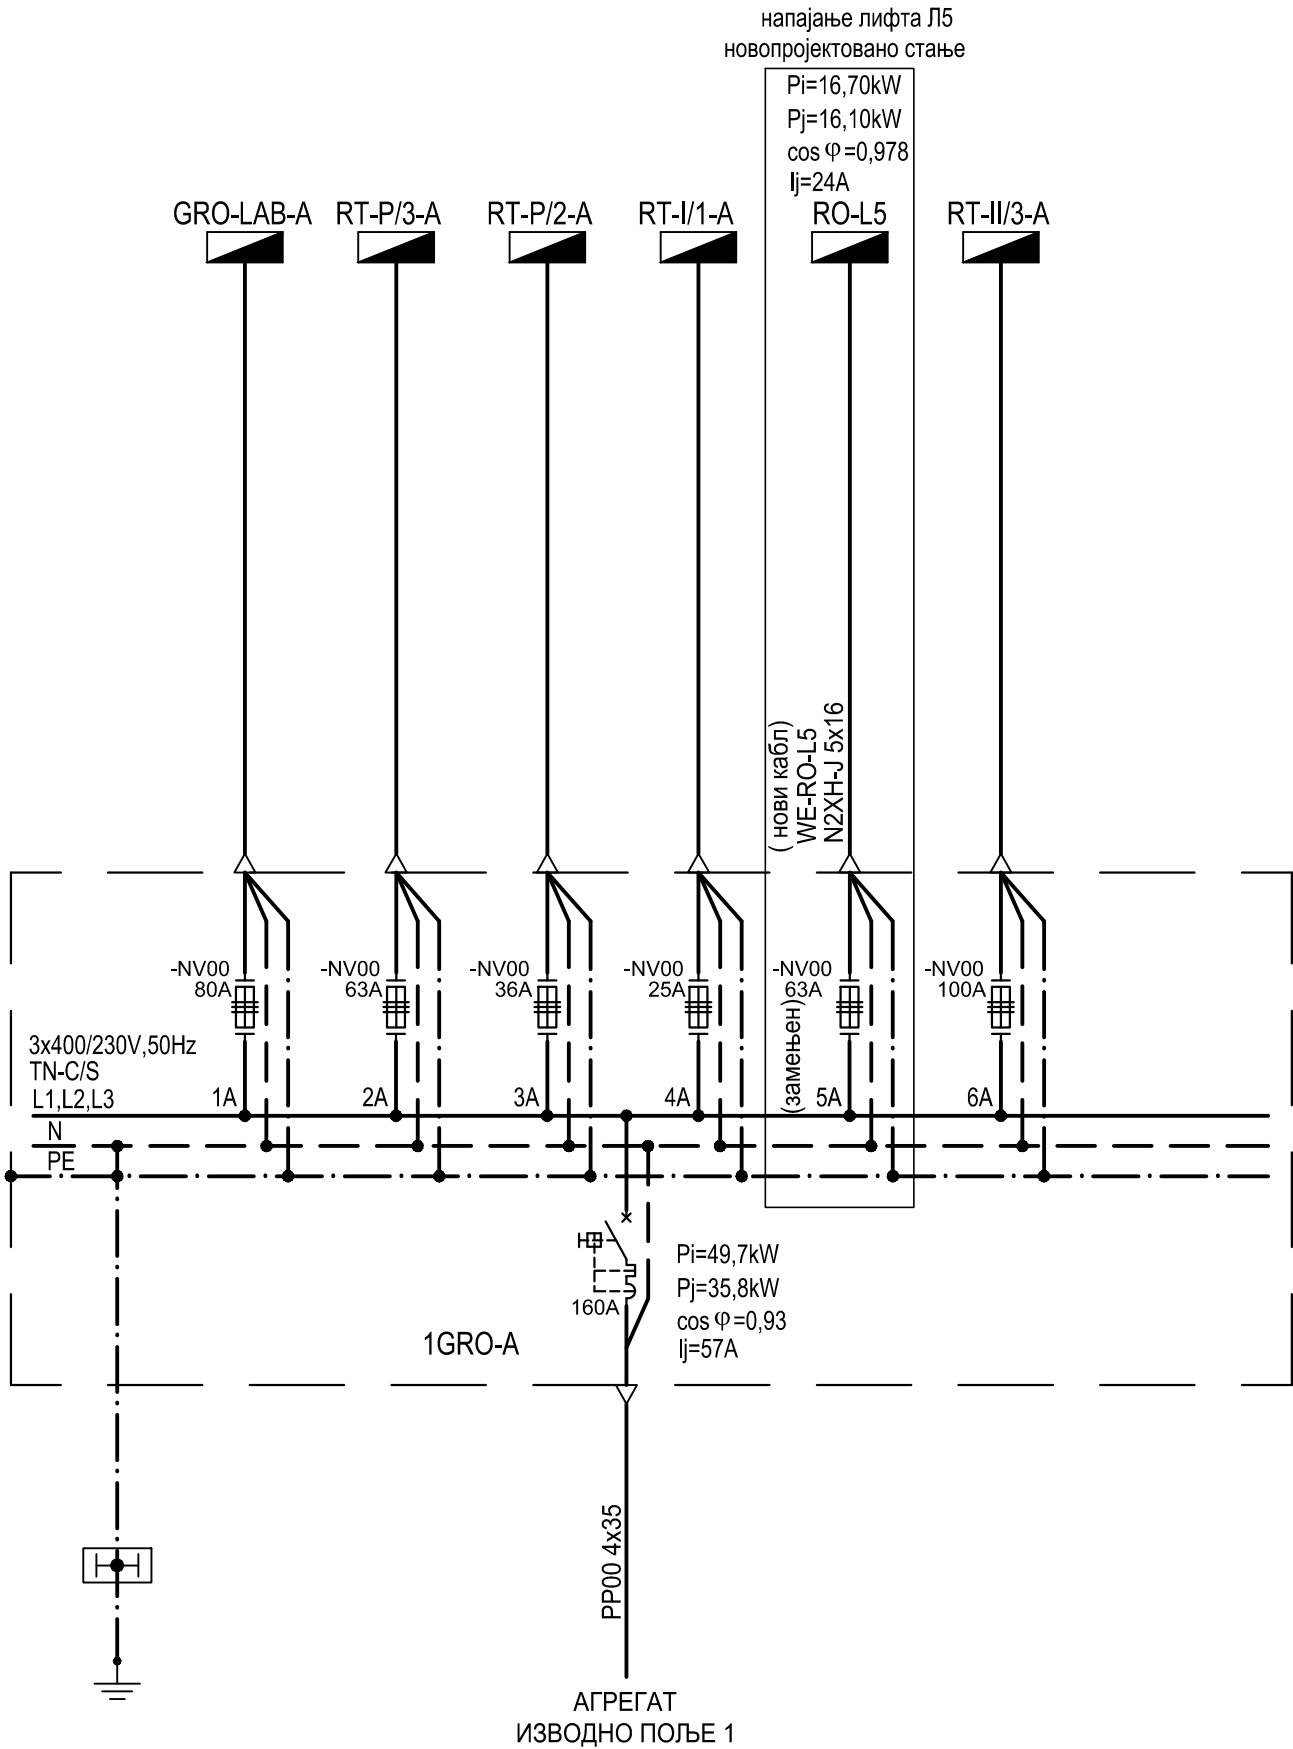 напајање лифта Л5
новопројектовано стање
Pi=16,70kW
Pj=16,10kW
cos φ=0,978
Ij=24A
GRO-LAB-A
RT-P/3-A
RT-P/2-A
RT-I/1-A
RO-L5
RT-II/3-A
( нови кабл)
WE-RO-L5
N2XH-J 5x16
-NV00
80A
-NV00
63A
-NV00
36A
-NV00
25A
-NV00
63A
(замењен)
-NV00
100A
3x400/230V,50Hz
TN-C/S
L1,L2,L3
1A
2A
3A
4A
5A
6A
N
PE
160A
Pi=49,7kW
Pj=35,8kW
cos φ=0,93
Ij=57A
1GRO-A
PP00 4x35
АГРЕГАТ
ИЗВОДНО ПОЉЕ 1